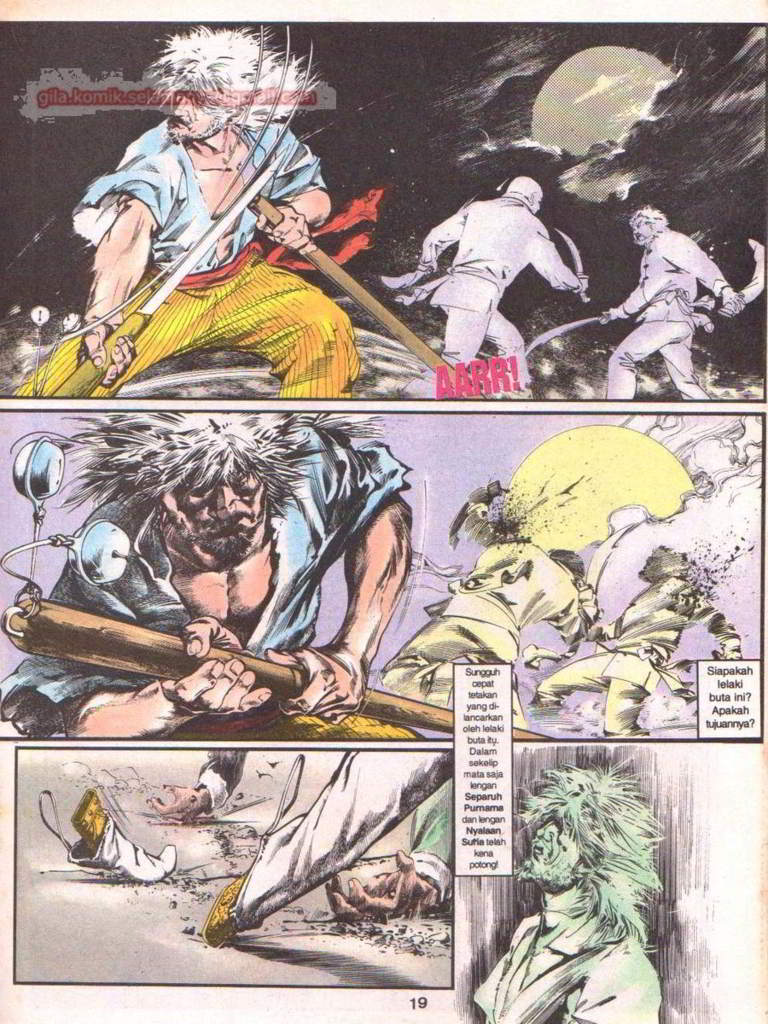 !
AARR!
Sungguh
cepat
tetakan
yang di-
lancarkan
oleh lelaki
buta itu.
Dalam
sekelip
mata saja
lengan
Separuh
Purnama
dan lengan
Nyalaan
Sufia telah
kena
potong!
Siapakah
lelaki
buta ini?
Apakah
tujuannya?
19